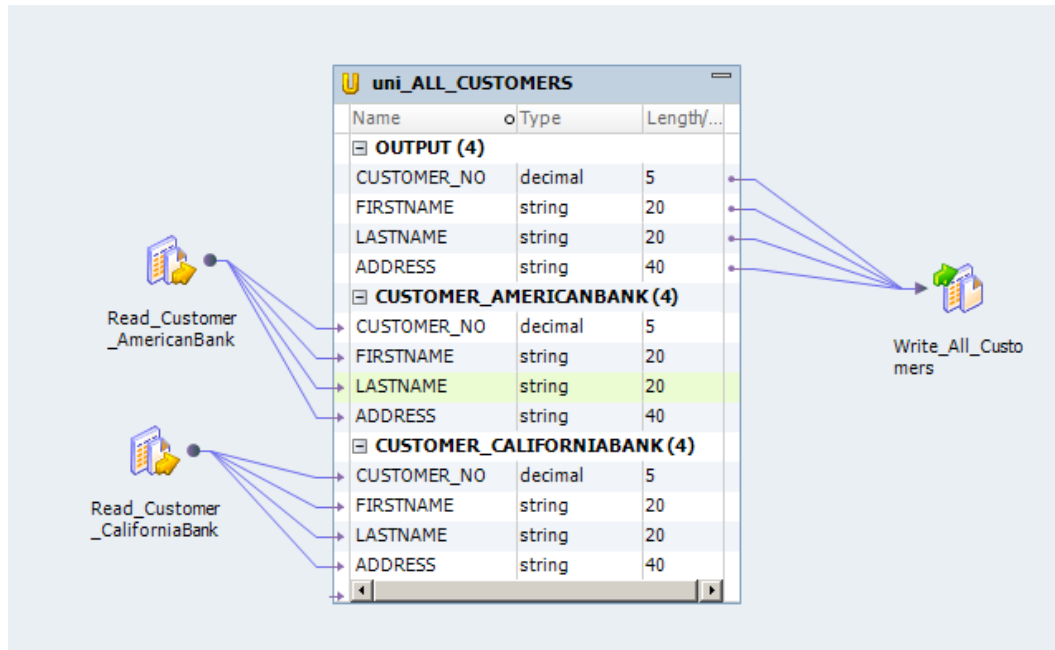 uni_ALL_CUSTOMERS
Name Type Length/...
OUTPUT (4)
CUSTOMER_NO decimal 5
FIRSTNAME string 20
LASTNAME string 20
ADDRESS string 40
CUSTOMER_AMERICANBANK (4)
CUSTOMER_NO decimal 5
FIRSTNAME string 20
LASTNAME string 20
ADDRESS string 40
CUSTOMER_CALIFORNIABANK (4)
CUSTOMER_NO decimal 5
FIRSTNAME string 20
LASTNAME string 20
ADDRESS string 40
Read_Customer
_AmericanBank
Read_Customer
_CaliforniaBank
Write_All_Custo
mers